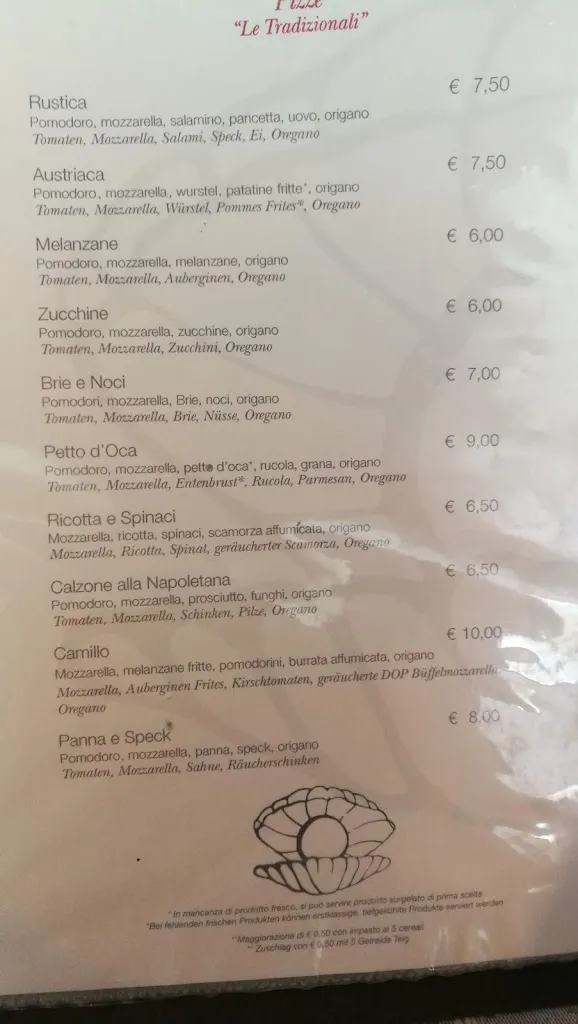 Pizze
"Le Tradizionali"
Rustica € 7,50
Pomodoro, mozzarella, salamino, pancetta, uovo, origano
Tomaten, Mozzarella, Salami, Speck, Ei, Oregano
Austriaca € 7,50
Pomodoro, mozzarella, wurstel, patatine fritte*, origano
Tomaten, Mozzarella, Würstel, Pommes Frites*, Oregano
Melanzane € 6,00
Pomodoro, mozzarella, melanzane, origano
Tomaten, Mozzarella, Auberginen, Oregano
Zucchine € 6,00
Pomodoro, mozzarella, zucchine, origano
Tomaten, Mozzarella, Zucchini, Oregano
Brie e Noci € 7,00
Pomodori, mozzarella, Brie, noci, origano
Tomaten, Mozzarella, Brie, Nüsse, Oregano
Petto d'Oca € 9,00
Pomodoro, mozzarella, petto d'oca*, rucola, grana, origano
Tomaten, Mozzarella, Entenbrust*, Rucola, Parmesan, Oregano
Ricotta e Spinaci € 6,50
Mozzarella, ricotta, spinaci, scamorza affumicata, origano
Mozzarella, Ricotta, Spinat, geräucherter Scamorza, Oregano
Calzone alla Napoletana € 6,50
Pomodoro, mozzarella, prosciutto, funghi, origano
Tomaten, Mozzarella, Schinken, Pilze, Oregano
Camillo € 10,00
Mozzarella, melanzane fritte, pomodorini, burrata affumicata, origano
Mozzarella, Auberginen Frites, Kirschtomaten, geräucherte DOP Büffelmozzarella,
Oregano
Panna e Speck € 8,00
Pomodoro, mozzarella, panna, speck, origano
Tomaten, Mozzarella, Sahne, Räucherschinken
* In mancanza di prodotto fresco, si può servire prodotto surgelato di prima scelta
*Bei fehlenden frischen Produkten können erstklassige, tiefgekühlte Produkte serviert werden
**Maggiorazione di € 0,50 con impasto ai 5 cereali
** Zuschlag von € 0,50 mit 5 Getreide Teig